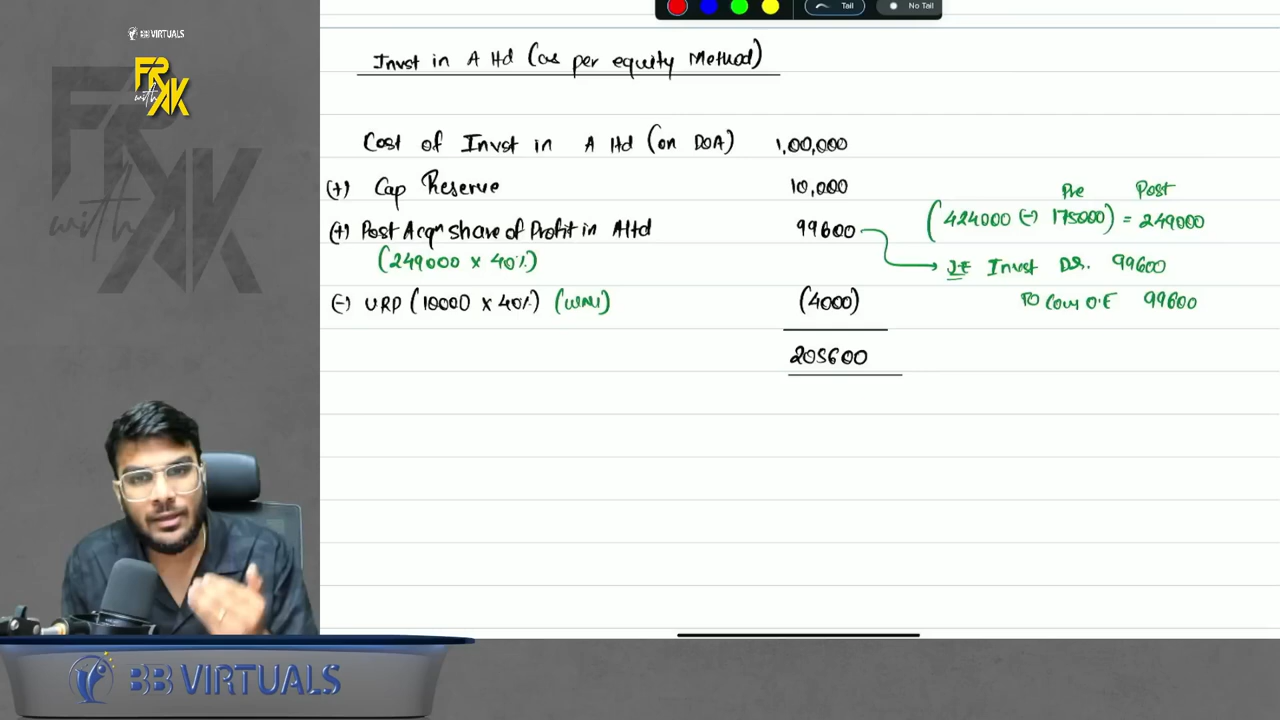 Tail
No Tail
BB VIRTUALS
FR
with
AK
Invst in A ltd (as per equity Method)
Cost of Invst in A ltd (on DOA) 1,00,000
(+) Cap Reserve 10,000
(+) Post Acqn share of Profit in A ltd 99600
(249000 x 40%)
(-) URP (10000 x 40%) (WN1) (4000)
205600
Pre Post
(424000 (-) 175000) = 249000
J.E Invst Dr. 99600
To Cons O.E 99600
BB VIRTUALS